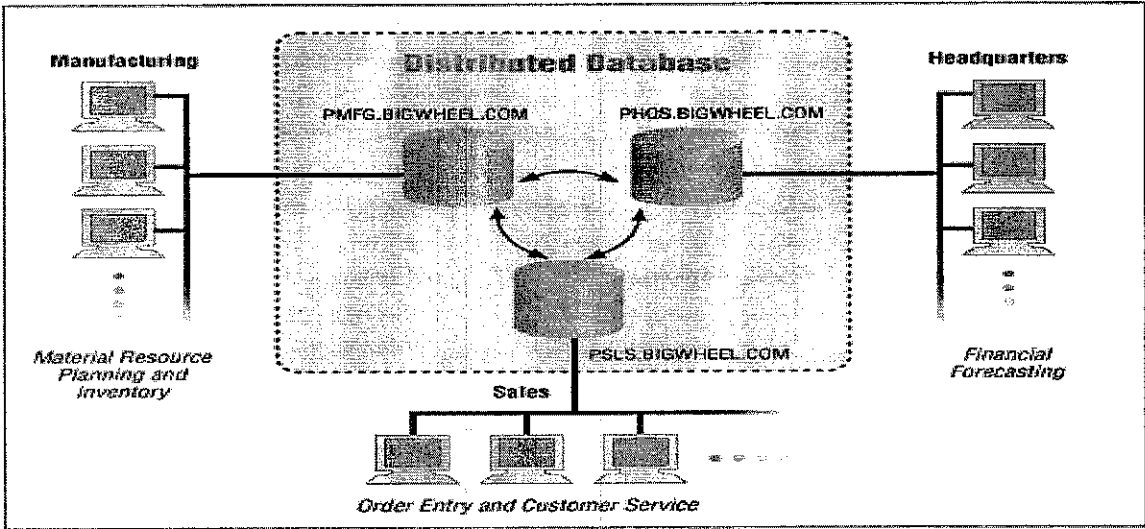 Distributed Database
Manufacturing
Headquarters
PMFG.BIGWHEEL.COM
PHQS.BIGWHEEL.COM
PSLS.BIGWHEEL.COM
Material Resource
Planning and
Inventory
Financial
Forecasting
Sales
Order Entry and Customer Service